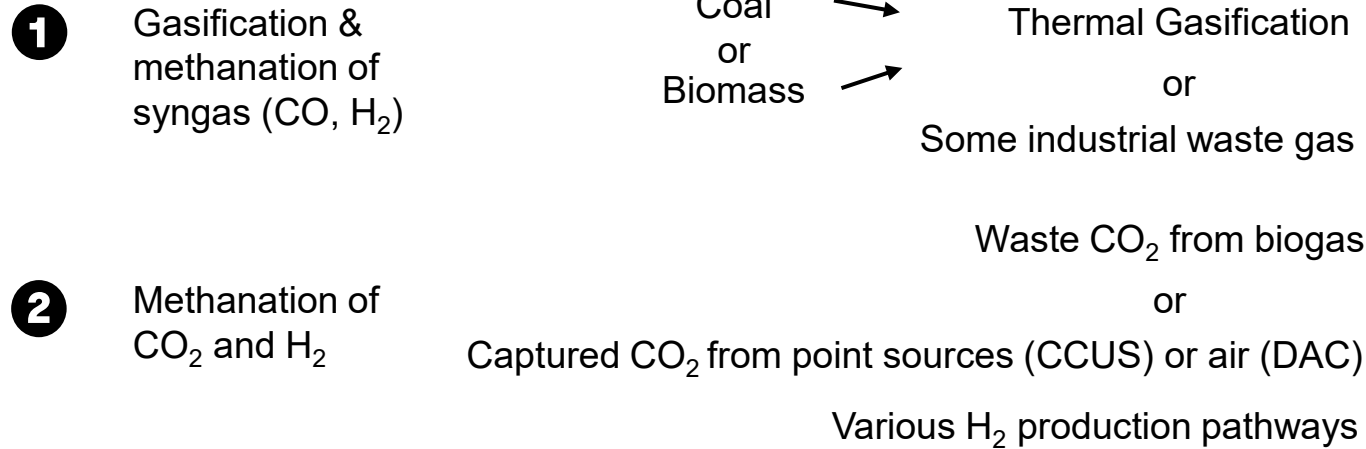 1
Gasification &
methanation of
syngas (CO, H₂)
Coal
or
Biomass
Thermal Gasification
or
Some industrial waste gas
2
Methanation of
CO₂ and H₂
Waste CO₂ from biogas
or
Captured CO₂ from point sources (CCUS) or air (DAC)
Various H₂ production pathways